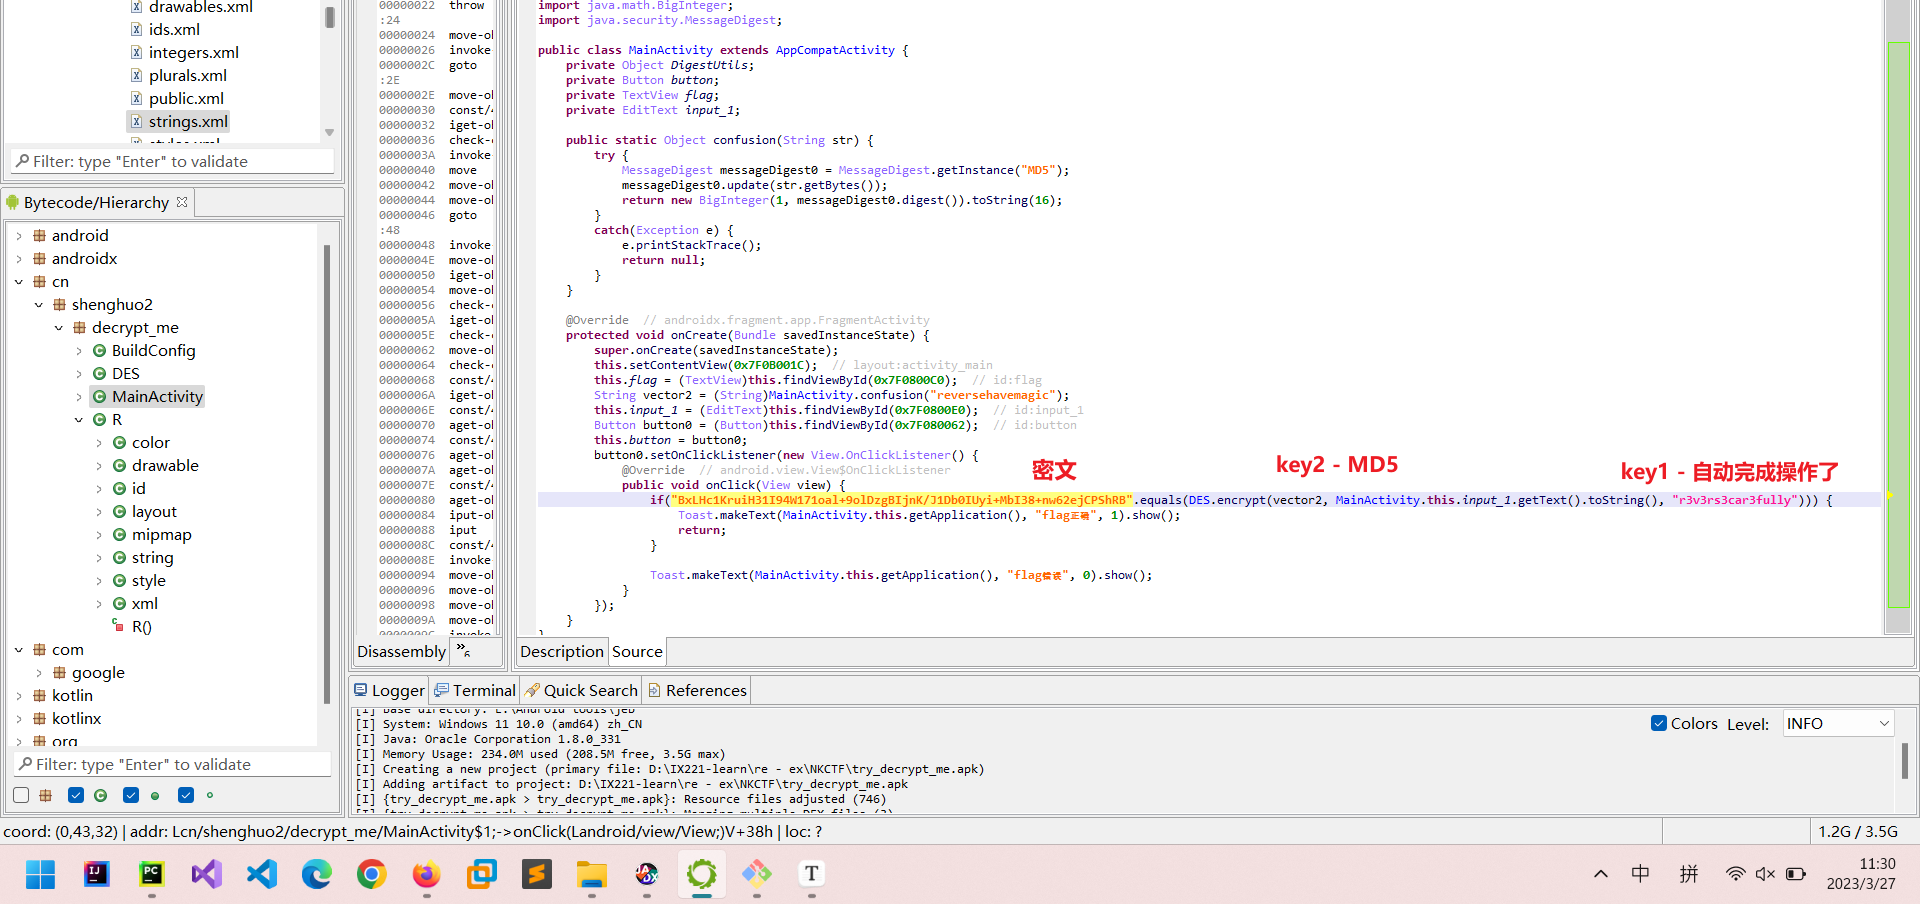 drawables.xml
ids.xml
integers.xml
plurals.xml
public.xml
strings.xml
Filter: type "Enter" to validate
Bytecode/Hierarchy
android
androidx
cn
shenghuo2
decrypt_me
BuildConfig
DES
MainActivity
R
color
drawable
id
layout
mipmap
string
style
xml
R()
com
google
kotlin
kotlinx
org
Filter: type "Enter" to validate
00000022 throw
:24
00000024 move-ol
00000026 invoke
0000002C goto
:2E
0000002E move-ol
00000030 const/4
00000032 iget-ol
00000036 check-c
0000003A invoke
00000040 move
00000042 move-ol
00000044 move-ol
00000046 goto
:48
00000048 invoke
0000004E move-ol
00000050 iget-ol
00000054 move-ol
00000056 check-c
0000005A iget-ol
0000005E check-c
00000062 move-ol
00000064 check-c
00000068 const/4
0000006A iget-ol
0000006E const/4
00000070 aget-ol
00000074 const/4
00000076 aget-ol
0000007A aget-ol
0000007E const/4
00000080 aget-ol
00000084 iput-ol
00000088 iput
0000008C const/4
0000008E invoke
00000094 move-ol
00000096 move-ol
00000098 move-ol
0000009A move-ol
0000009C invoke
Disassembly
»6
import java.math.BigInteger;
import java.security.MessageDigest;
public class MainActivity extends AppCompatActivity {
private Object DigestUtils;
private Button button;
private TextView flag;
private EditText input_1;
public static Object confusion(String str) {
try {
MessageDigest messageDigest0 = MessageDigest.getInstance("MD5");
messageDigest0.update(str.getBytes());
return new BigInteger(1, messageDigest0.digest()).toString(16);
}
catch(Exception e) {
e.printStackTrace();
return null;
}
}
@Override  // androidx.fragment.app.FragmentActivity
protected void onCreate(Bundle savedInstanceState) {
super.onCreate(savedInstanceState);
this.setContentView(0x7F0B001C);  // layout:activity_main
this.flag = (TextView)this.findViewById(0x7F0800C0);  // id:flag
String vector2 = (String)MainActivity.confusion("reversehavemagic");
this.input_1 = (EditText)this.findViewById(0x7F0800E0);  // id:input_1
Button button0 = (Button)this.findViewById(0x7F080062);  // id:button
this.button = button0;
button0.setOnClickListener(new View.OnClickListener() {
@Override  // android.view.View$OnClickListener
密文
key2 - MD5
key1 - 自动完成操作了
public void onClick(View view) {
if("BxLHc1KruiH31I94W171oal+9olDzgBIjnK/J1Db0IUyi+MbI38+nw62ejCPShRB".equals(DES.encrypt(vector2, MainActivity.this.input_1.getText().toString(), "r3v3rs3car3fully"))) {
Toast.makeText(MainActivity.this.getApplication(), "flag正确", 1).show();
return;
}
Toast.makeText(MainActivity.this.getApplication(), "flag错误", 0).show();
}
});
}
Description
Source
Logger
Terminal
Quick Search
References
[I] Base directory: E:\Android tools\jeb
[I] System: Windows 11 10.0 (amd64) zh_CN
[I] Java: Oracle Corporation 1.8.0_331
[I] Memory Usage: 234.0M used (208.5M free, 3.5G max)
[I] Creating a new project (primary file: D:\IX221-learn\re - ex\NKCTF\try_decrypt_me.apk)
[I] Adding artifact to project: D:\IX221-learn\re - ex\NKCTF\try_decrypt_me.apk
[I] {try_decrypt_me.apk > try_decrypt_me.apk}: Resource files adjusted (746)
Colors Level: INFO
coord: (0,43,32) | addr: Lcn/shenghuo2/decrypt_me/MainActivity$1;->onClick(Landroid/view/View;)V+38h | loc: ?
1.2G / 3.5G
中
拼
11:30
2023/3/27